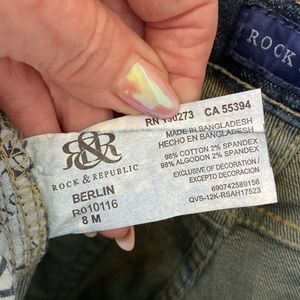 ROCK
RN 130273 CA 55394
MADE IN BANGLADESH
HECHO EN BANGLADESH
98% COTTON 2% SPANDEX
98% ALGODON 2% SPANDEX
EXCLUSIVE OF DECORATION/
EXCEPTO DECORACION
690742589156
QVS-12K-RSAH17523
R&R
ROCK & REPUBLIC
BERLIN
R910116
8 M